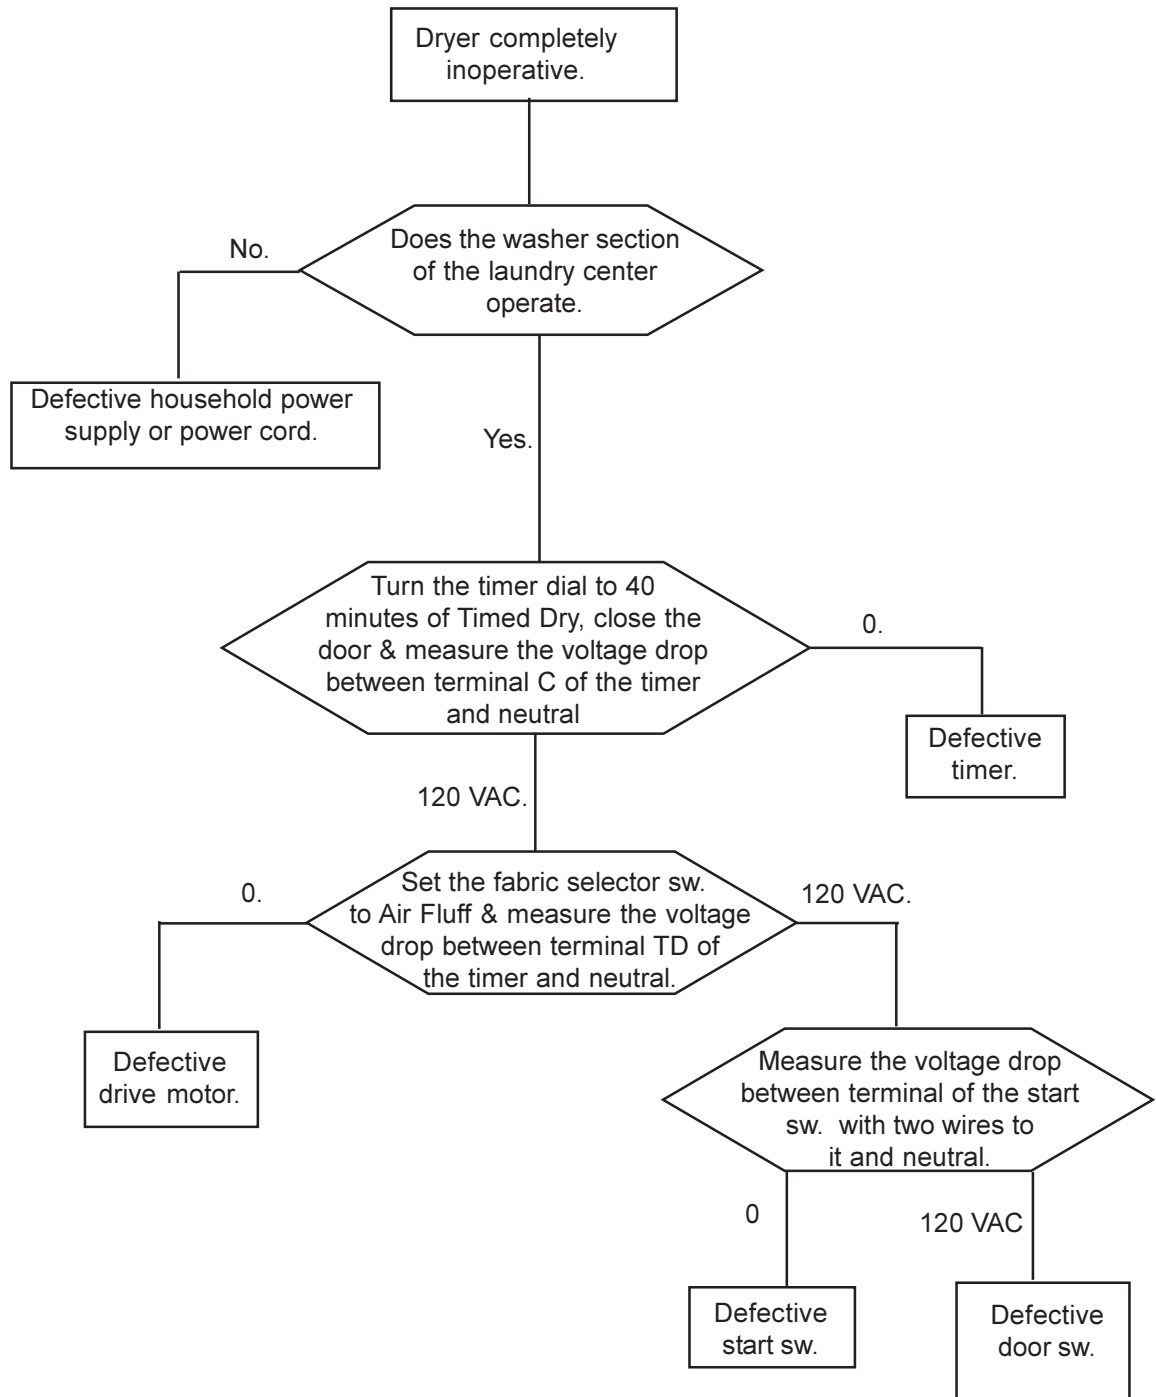 Dryer completely
inoperative.
Does the washer section
of the laundry center
operate.
No.
Defective household power
supply or power cord.
Yes.
Turn the timer dial to 40
minutes of Timed Dry, close the
door & measure the voltage drop
between terminal C of the timer
and neutral
0.
Defective
timer.
120 VAC.
Set the fabric selector sw.
to Air Fluff & measure the voltage
drop between terminal TD of
the timer and neutral.
0.
120 VAC.
Defective
drive motor.
Measure the voltage drop
between terminal of the start
sw. with two wires to
it and neutral.
0
120 VAC
Defective
start sw.
Defective
door sw.